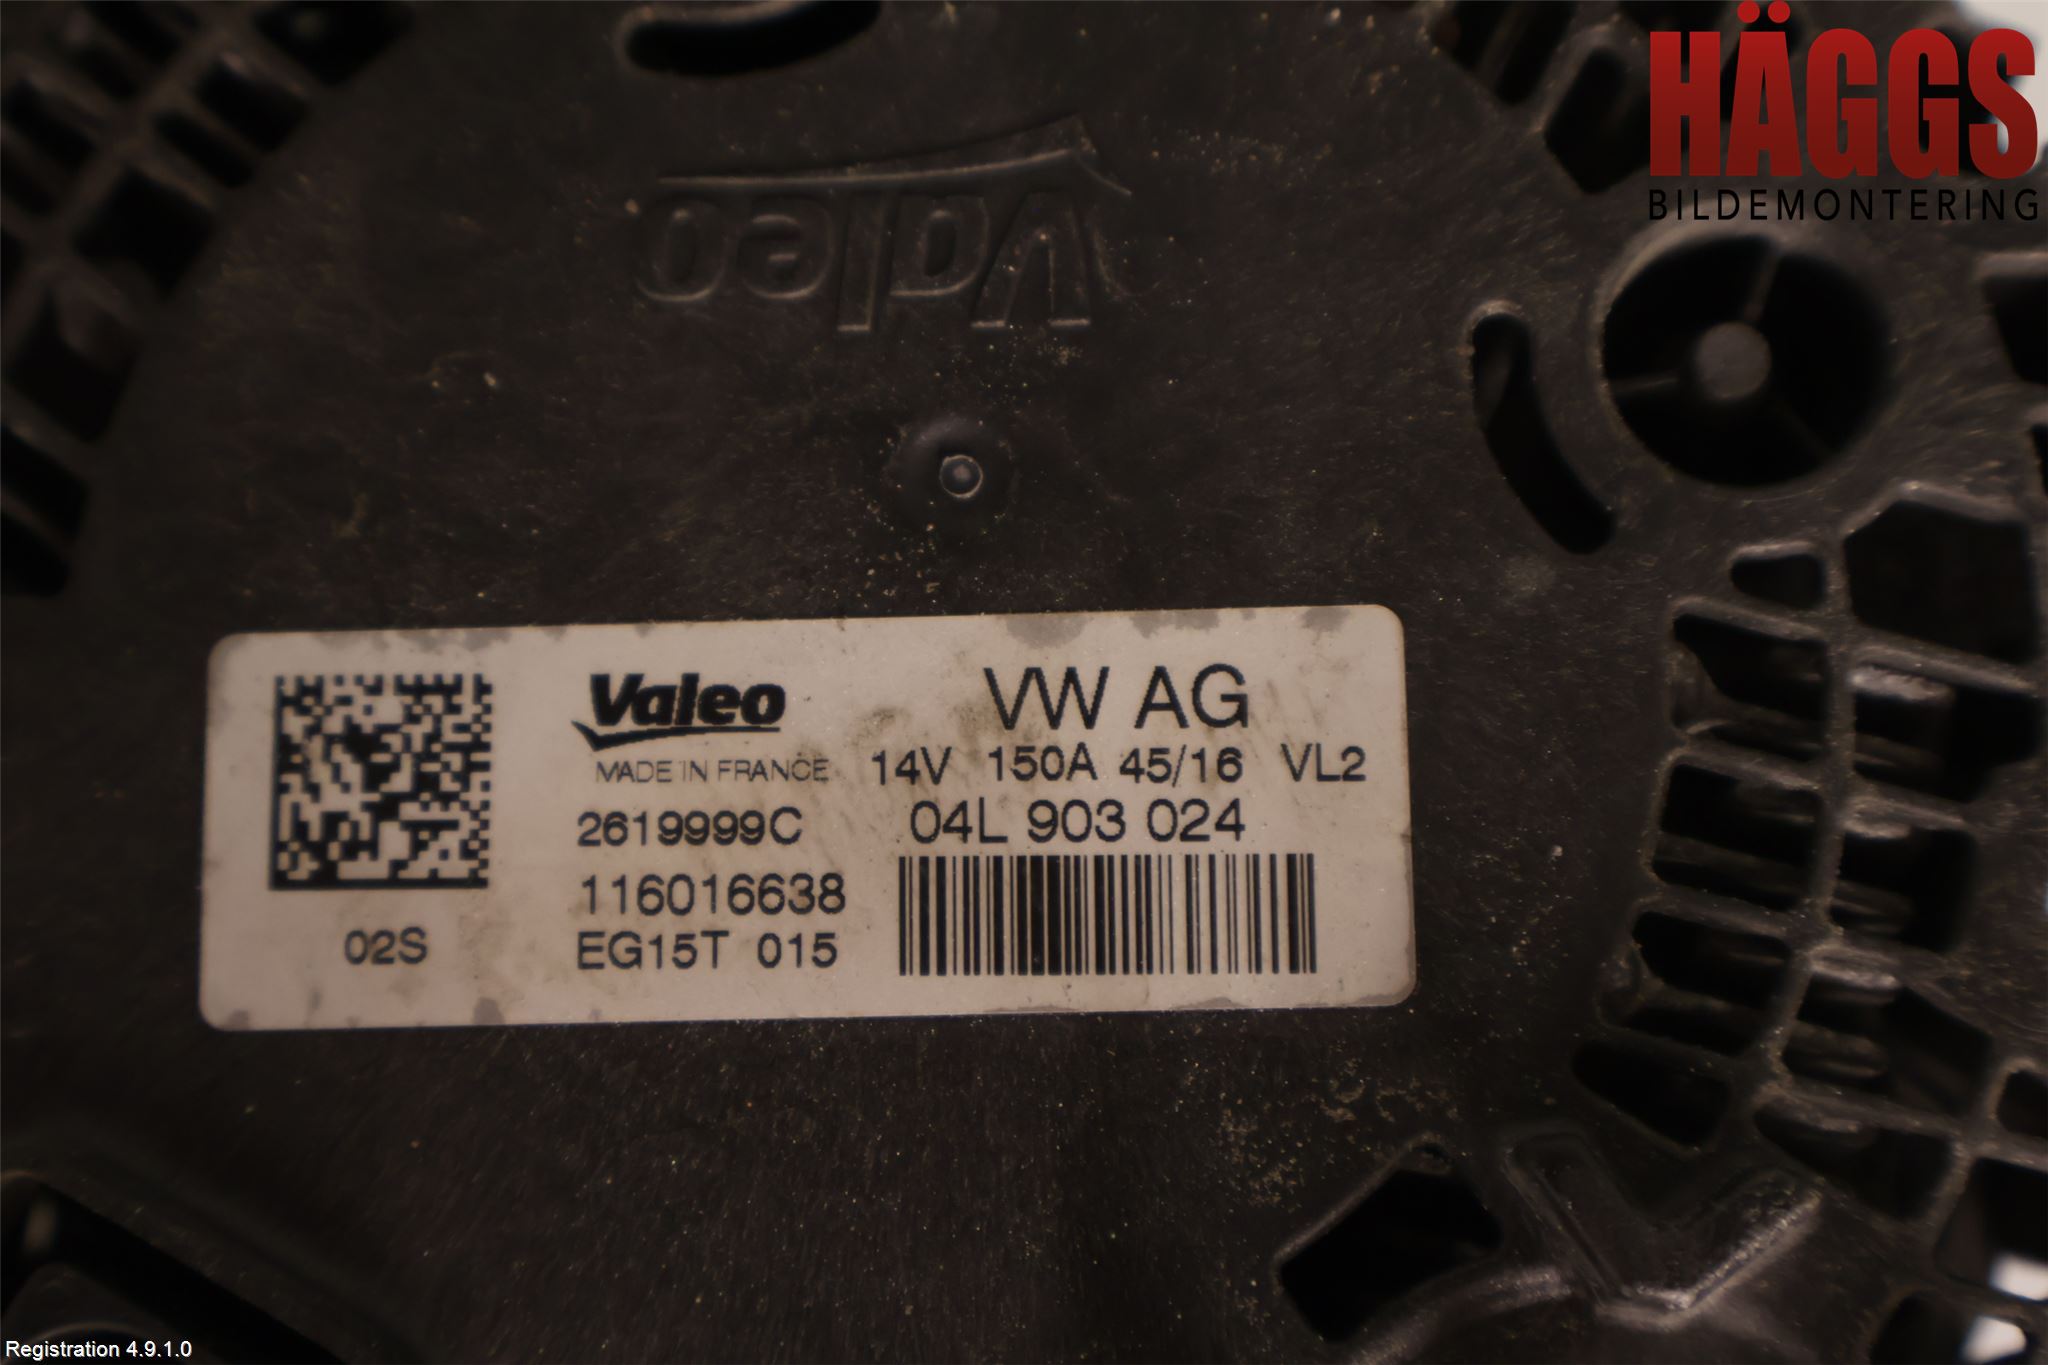 HÄGGS
BILDEMONTERING
Valeo
Valeo
MADE IN FRANCE
VW AG
14V 150A 45/16 VL2
2619999C
04L 903 024
116016638
EG15T 015
02S
Registration 4.9.1.0